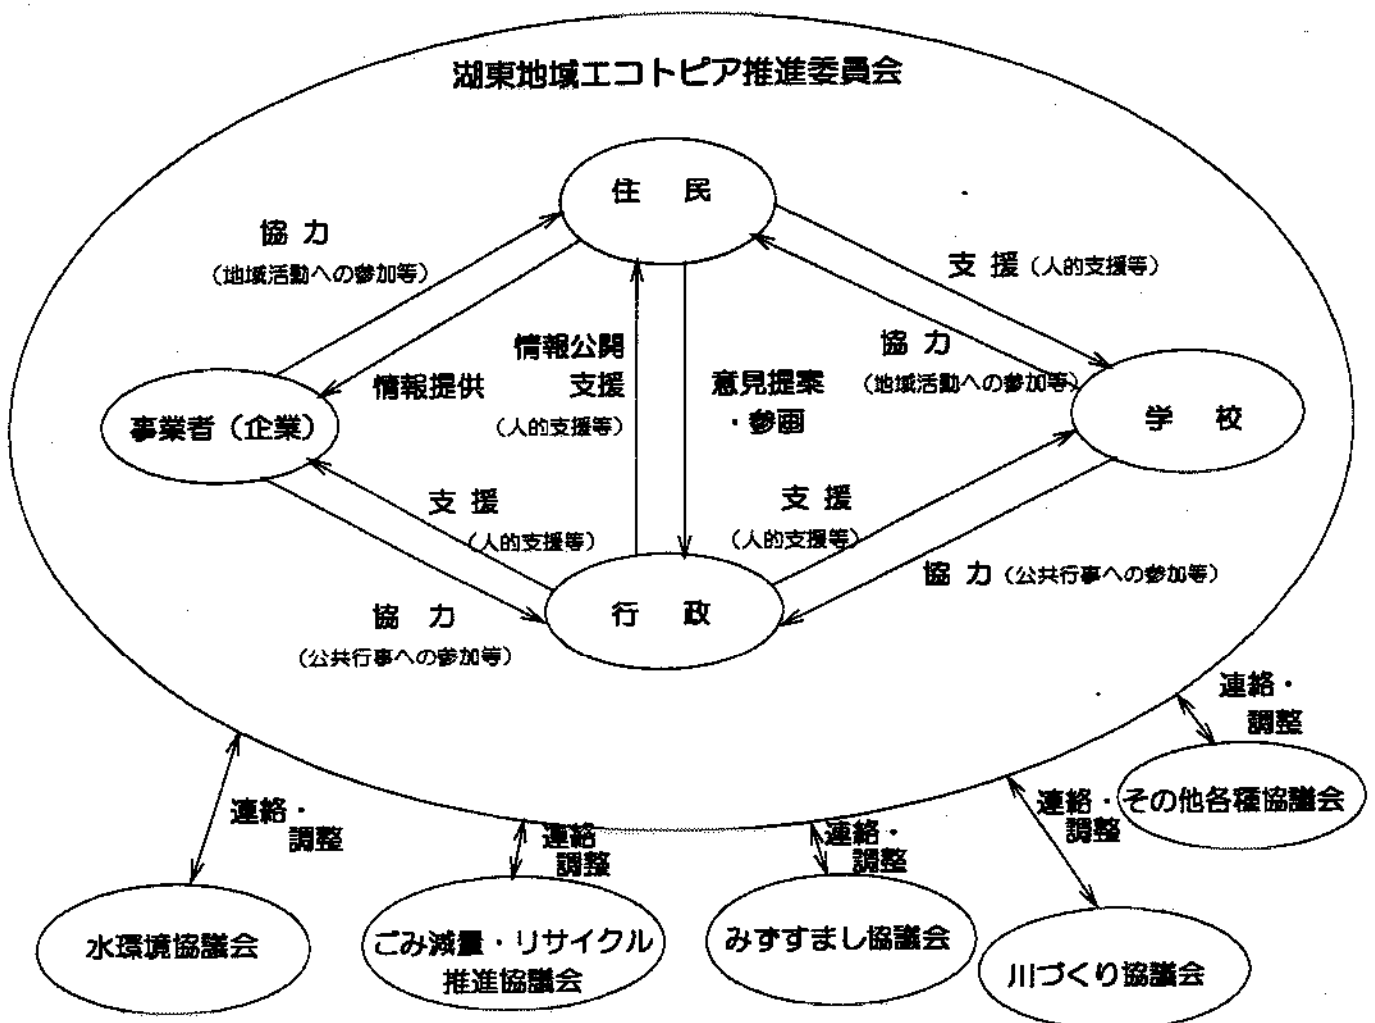 湖東地域エコトピア推進委員会
住　民
協 力
（地域活動への参加等）
支 援（人的支援等）
情報公開
支援
（人的支援等）
情報提供
意見提案
・参画
協 力
（地域活動への参加等）
事業者（企業）
学　校
支 援
（人的支援等）
支 援
（人的支援等）
協 力（公共行事への参加等）
協　力
（公共行事への参加等）
行　政
連絡・
調整
連絡・
調整
連絡
調整
連絡・
調整
連絡・
調整
その他各種協議会
水環境協議会
ごみ減量・リサイクル
推進協議会
みずすまし協議会
川づくり協議会